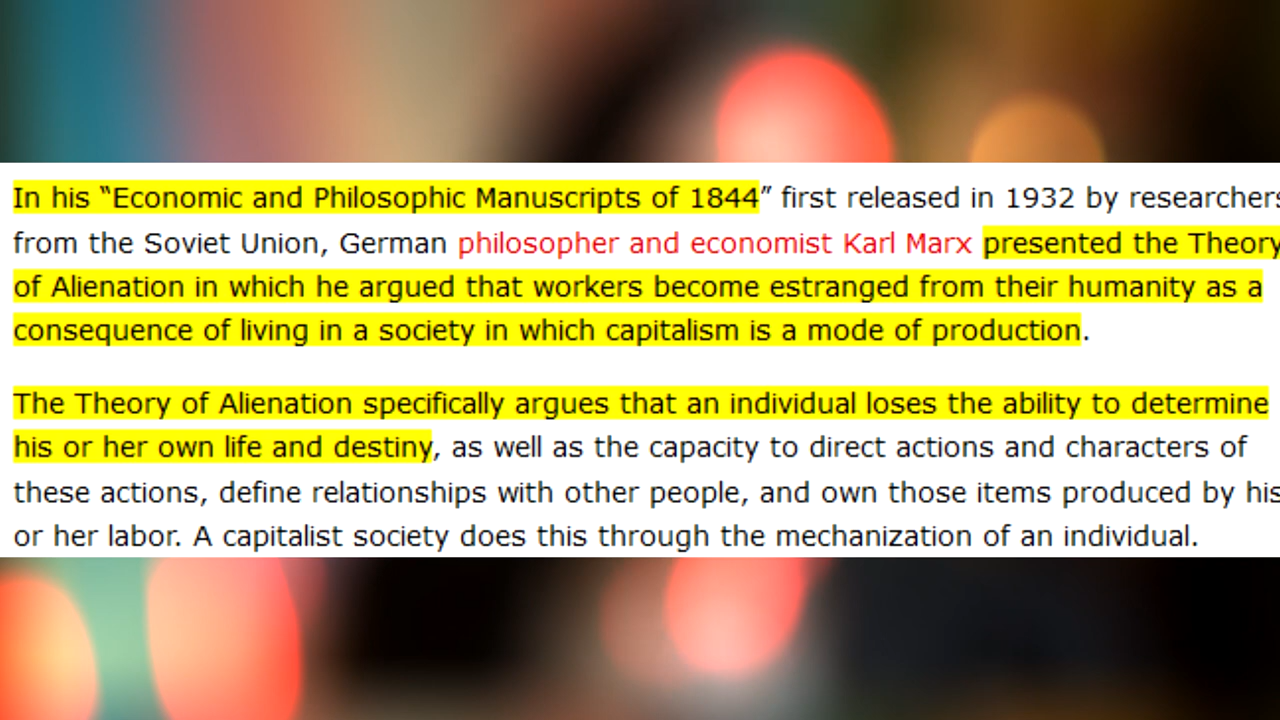 In his “Economic and Philosophic Manuscripts of 1844” first released in 1932 by researchers
from the Soviet Union, German philosopher and economist Karl Marx presented the Theory
of Alienation in which he argued that workers become estranged from their humanity as a
consequence of living in a society in which capitalism is a mode of production.
The Theory of Alienation specifically argues that an individual loses the ability to determine
his or her own life and destiny, as well as the capacity to direct actions and characters of
these actions, define relationships with other people, and own those items produced by his
or her labor. A capitalist society does this through the mechanization of an individual.